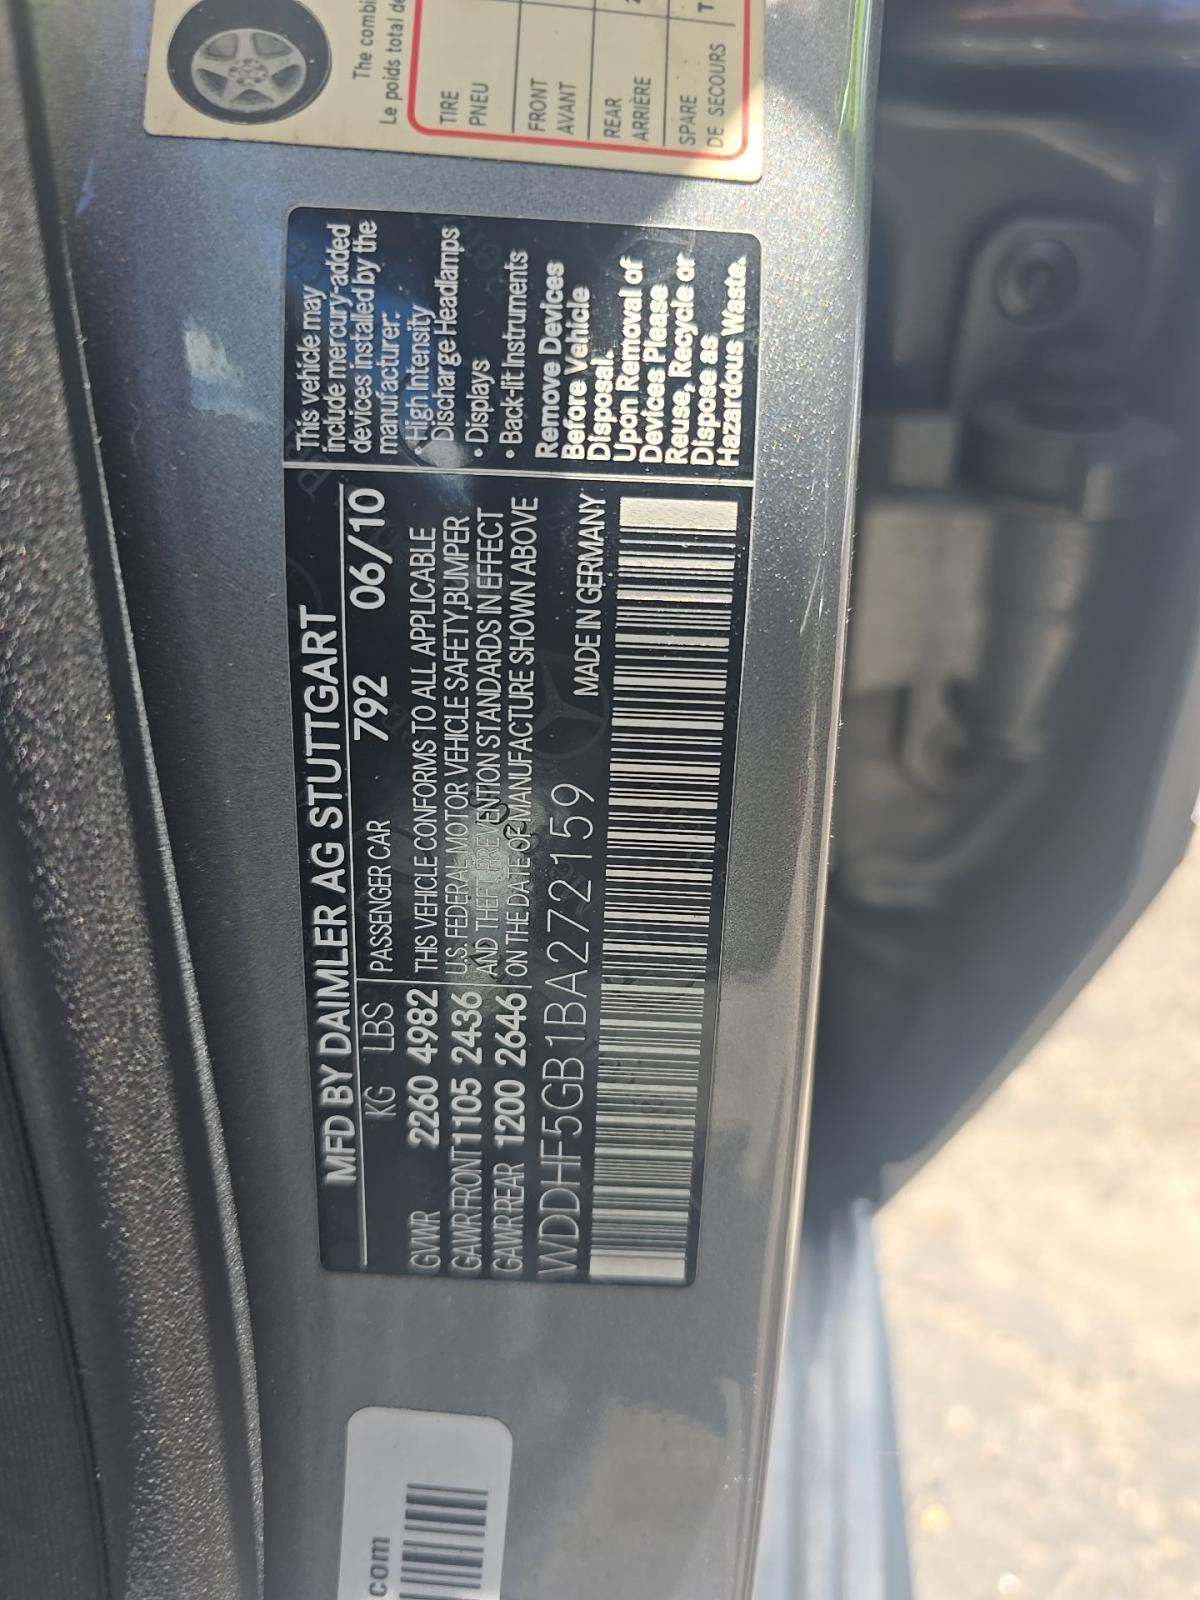 MFD BY DAIMLER AG STUTTGART
KG LBS PASSENGER CAR 792 06/10
GVWR 2260 4982 THIS VEHICLE CONFORMS TO ALL APPLICABLE
GAWR FRONT 1105 2436 U.S. FEDERAL MOTOR VEHICLE SAFETY, BUMPER
GAWR REAR 1200 2646 AND THEFT PREVENTION STANDARDS IN EFFECT
ON THE DATE OF MANUFACTURE SHOWN ABOVE
WDDHF5GB1BA272159 MADE IN GERMANY
This vehicle may
include mercury-added
devices installed by the
manufacturer:
• High Intensity
Discharge Headlamps
• Displays
• Back-lit Instruments
Remove Devices
Before Vehicle
Disposal.
Upon Removal of
Devices Please
Reuse, Recycle or
Dispose as
Hazardous Waste.
The
Le poids total
TIRE
PNEU
FRONT
AVANT
REAR
ARRIÈRE
SPARE
DE SECOURS
.com